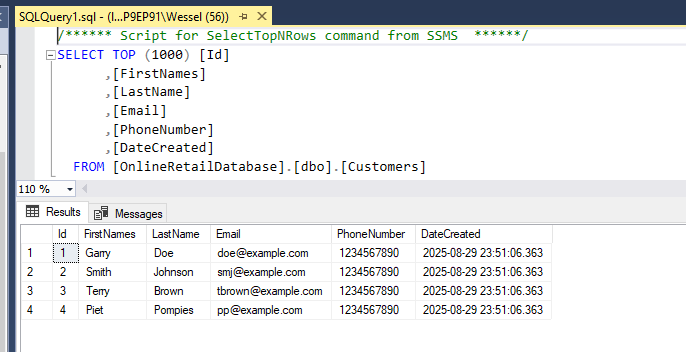 SQLQuery1.sql - (l...P9EP91\Wessel (56))*
/****** Script for SelectTopNRows command from SSMS  ******/
SELECT TOP (1000) [Id]
,[FirstNames]
,[LastName]
,[Email]
,[PhoneNumber]
,[DateCreated]
FROM [OnlineRetailDatabase].[dbo].[Customers]
110 %
Results Messages
Id FirstNames LastName Email PhoneNumber DateCreated
1 1 Garry Doe doe@example.com 1234567890 2025-08-29 23:51:06.363
2 2 Smith Johnson smj@example.com 1234567890 2025-08-29 23:51:06.363
3 3 Terry Brown tbrown@example.com 1234567890 2025-08-29 23:51:06.363
4 4 Piet Pompies pp@example.com 1234567890 2025-08-29 23:51:06.363